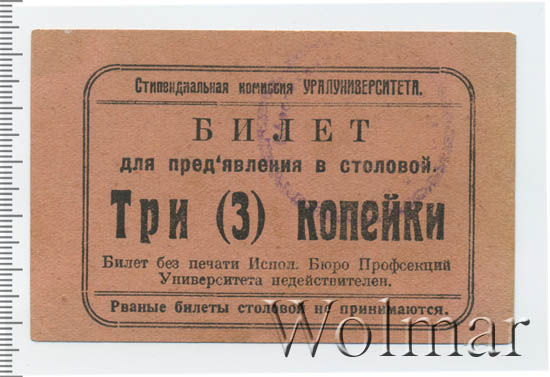 Стипендиальная комиссия УРАЛУНИВЕРСИТЕТА.
БИЛЕТ
для пред'явления в столовой.
Три (3) копейки
Билет без печати Испол. Бюро Профсекций
Университета недействителен.
Рваные билеты столовой не принимаются.
Wolmar